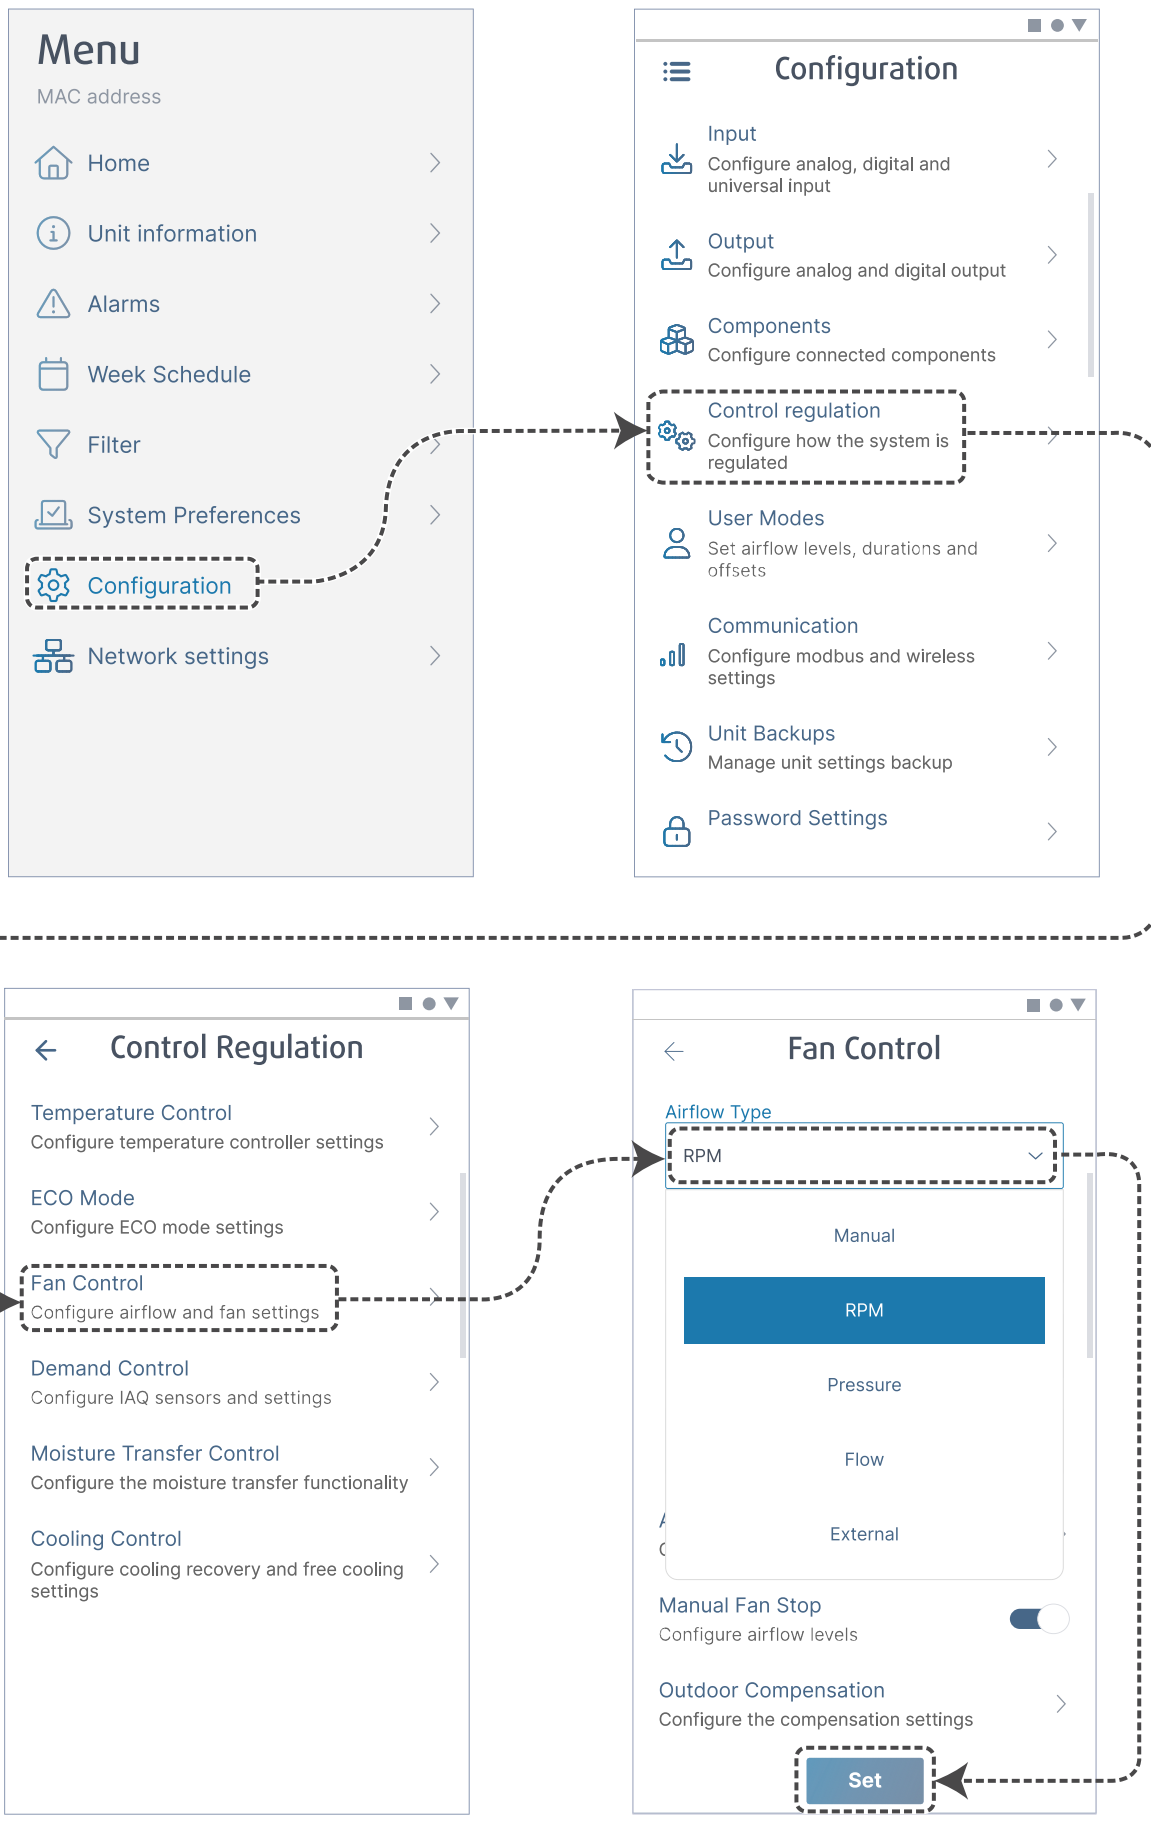 Menu
MAC address
Home
Unit information
Alarms
Week Schedule
Filter
System Preferences
Configuration
Network settings
Configuration
Input
Configure analog, digital and
universal input
Output
Configure analog and digital output
Components
Configure connected components
Control regulation
Configure how the system is
regulated
User Modes
Set airflow levels, durations and
offsets
Communication
Configure modbus and wireless
settings
Unit Backups
Manage unit settings backup
Password Settings
Control Regulation
Temperature Control
Configure temperature controller settings
ECO Mode
Configure ECO mode settings
Fan Control
Configure airflow and fan settings
Demand Control
Configure IAQ sensors and settings
Moisture Transfer Control
Configure the moisture transfer functionality
Cooling Control
Configure cooling recovery and free cooling
settings
Fan Control
Airflow Type
RPM
Manual
RPM
Pressure
Flow
External
Manual Fan Stop
Configure airflow levels
Outdoor Compensation
Configure the compensation settings
Set